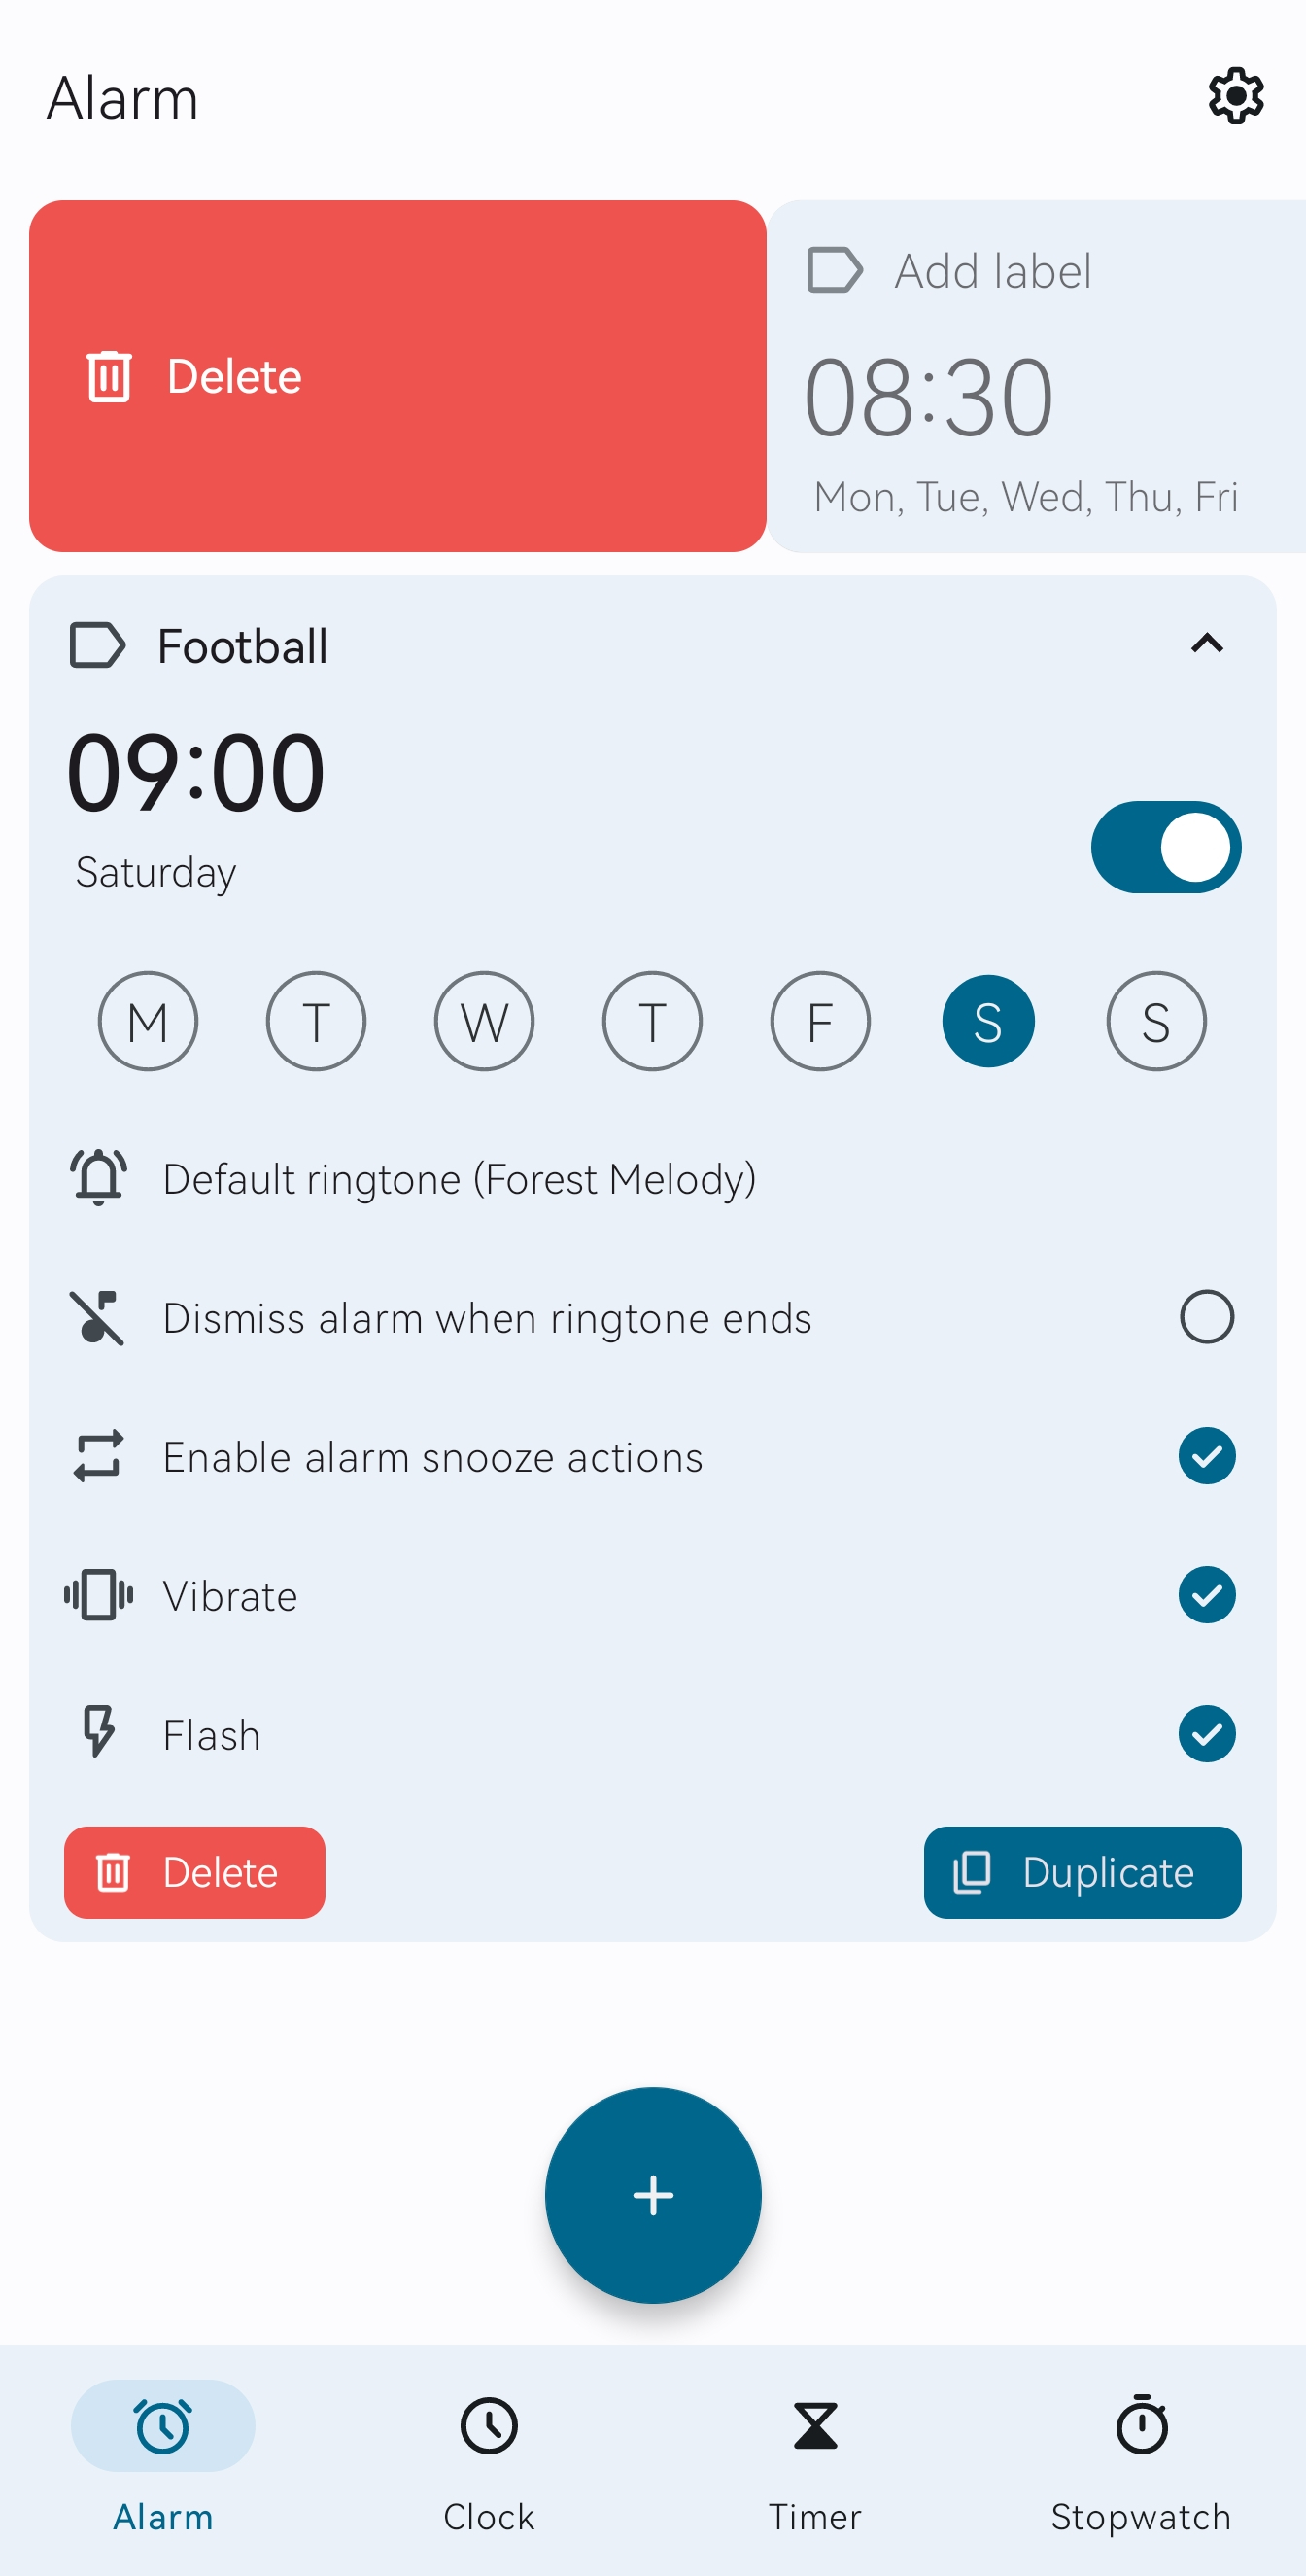 Alarm
Delete
Add label
08:30
Mon, Tue, Wed, Thu, Fri
Football
09:00
Saturday
M T W T F S S
Default ringtone (Forest Melody)
Dismiss alarm when ringtone ends
Enable alarm snooze actions
Vibrate
Flash
Delete Duplicate
Alarm Clock Timer Stopwatch